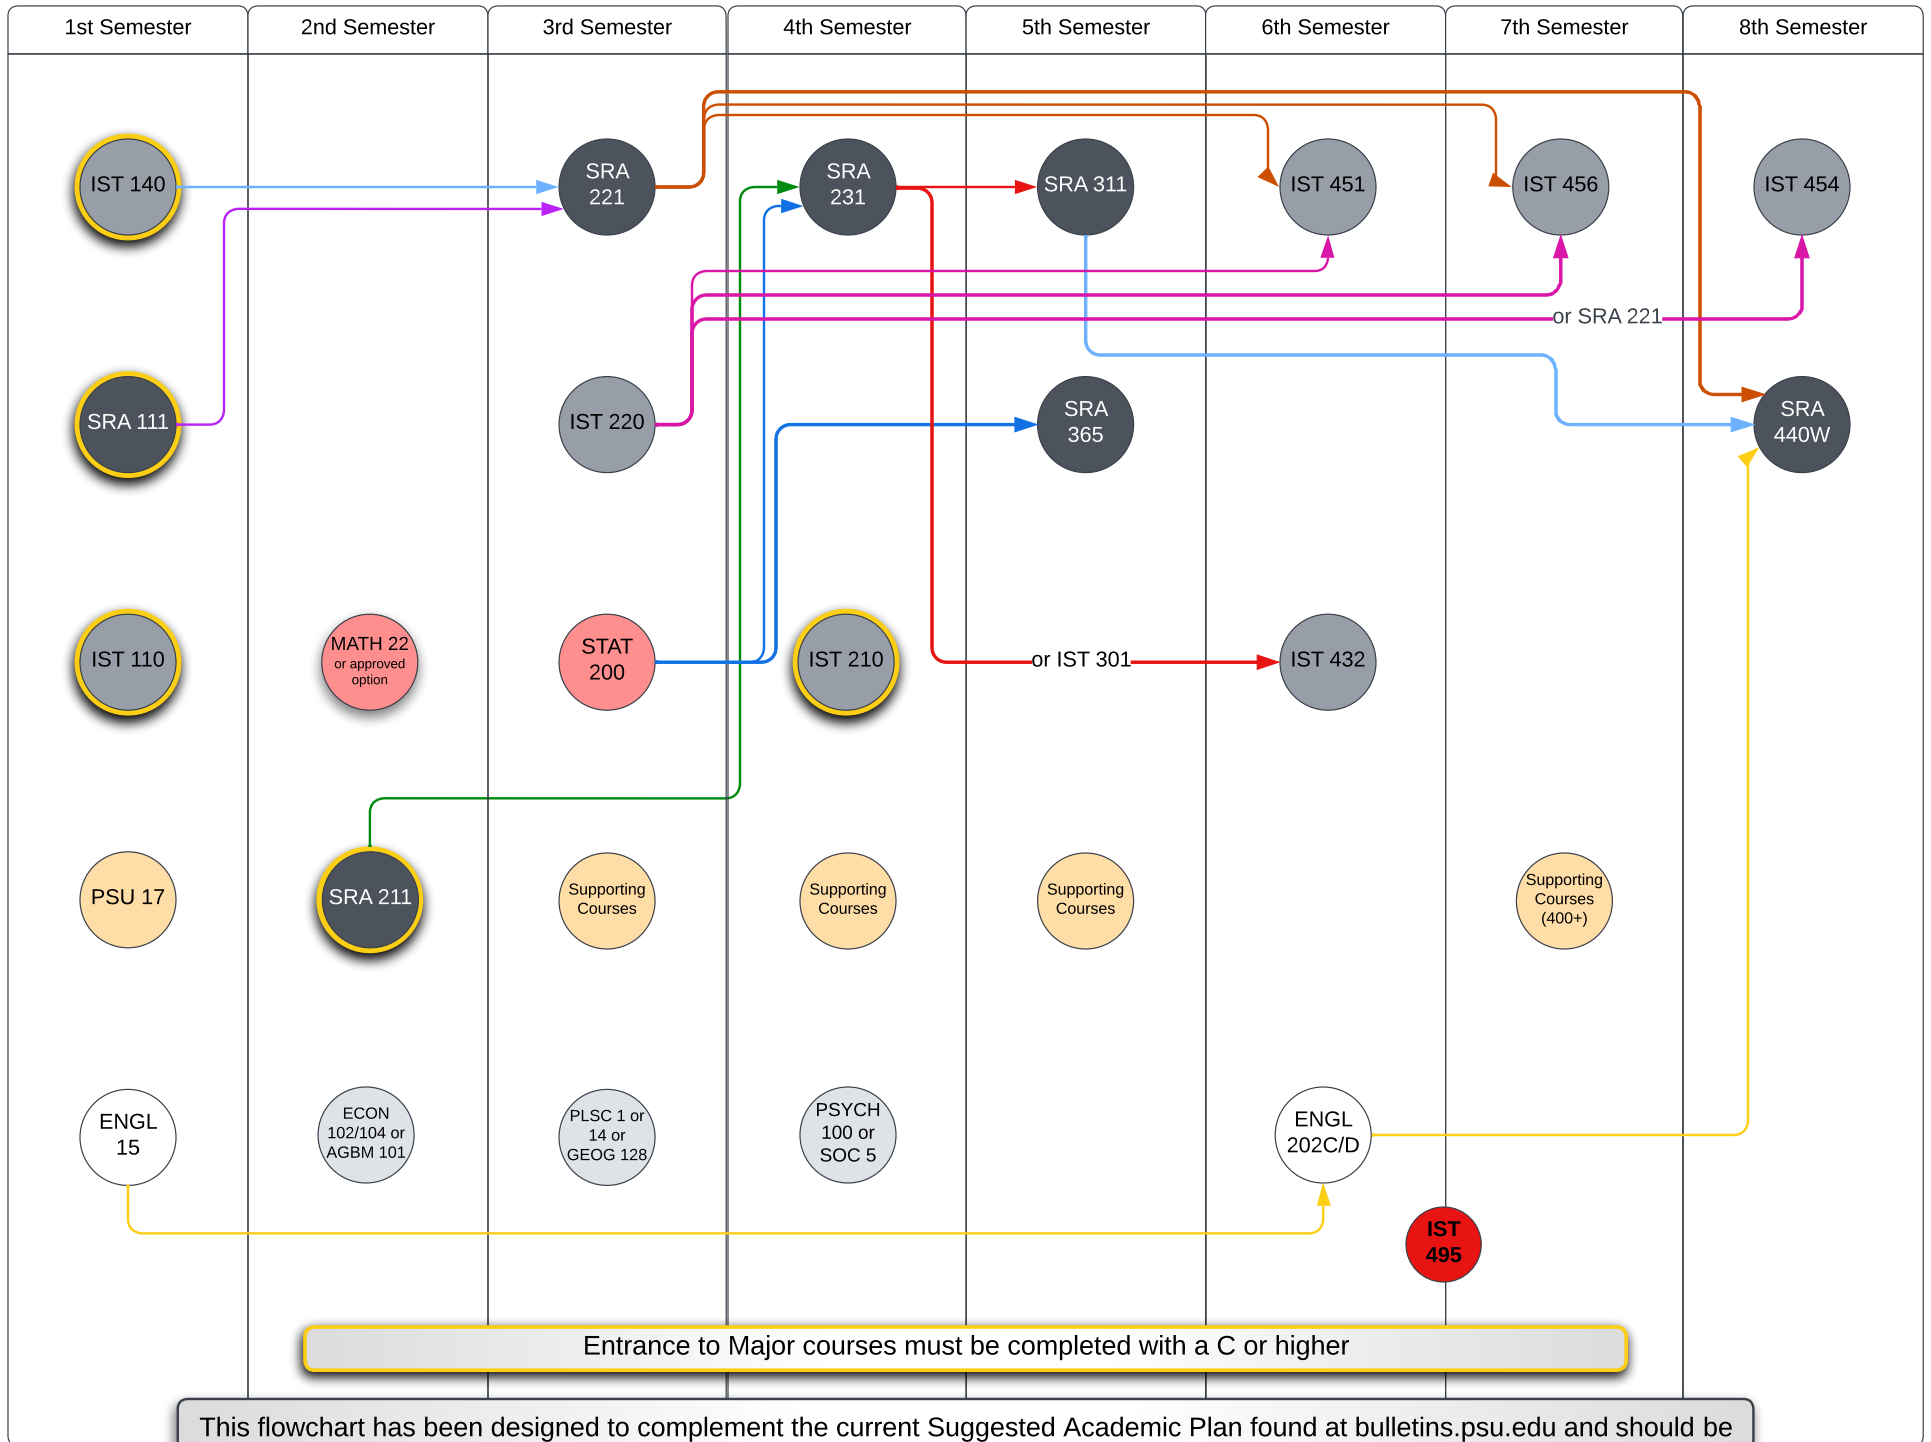 1st Semester
2nd Semester
3rd Semester
4th Semester
5th Semester
6th Semester
7th Semester
8th Semester
IST 140
SRA
221
SRA
231
SRA 311
IST 451
IST 456
IST 454
or SRA 221
SRA 111
IST 220
SRA
365
SRA
440W
IST 110
MATH 22
or approved
option
STAT
200
IST 210
or IST 301
IST 432
PSU 17
SRA 211
Supporting
Courses
Supporting
Courses
Supporting
Courses
Supporting
Courses
(400+)
ENGL
15
ECON
102/104 or
AGBM 101
PLSC 1 or
14 or
GEOG 128
PSYCH
100 or
SOC 5
ENGL
202C/D
IST
495
Entrance to Major courses must be completed with a C or higher
This flowchart has been designed to complement the current Suggested Academic Plan found at bulletins.psu.edu and should be